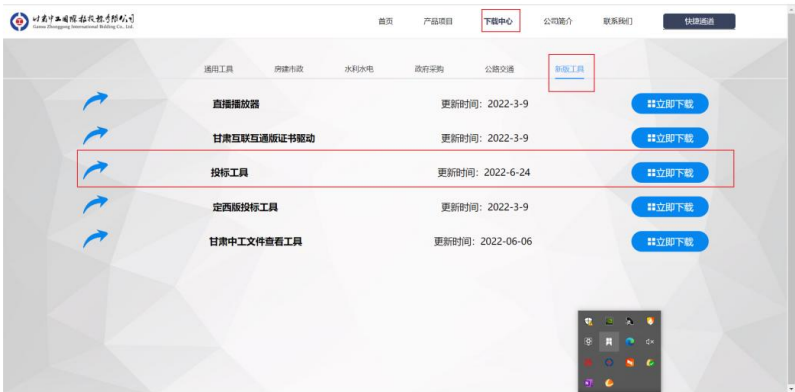 甘肃中工国际招投标有限公司
Gansu Zhonggong International Bidding Co., Ltd.
首页 产品项目 下载中心 公司简介 联系我们 快捷通道
通用工具 房建市政 水利水电 政府采购 公路交通 新版工具
直播播放器 更新时间：2022-3-9 立即下载
甘肃互联互通版证书驱动 更新时间：2022-3-9 立即下载
投标工具 更新时间：2022-6-24 立即下载
定西版投标工具 更新时间：2022-3-9 立即下载
甘肃中工文件查看工具 更新时间：2022-06-06 立即下载